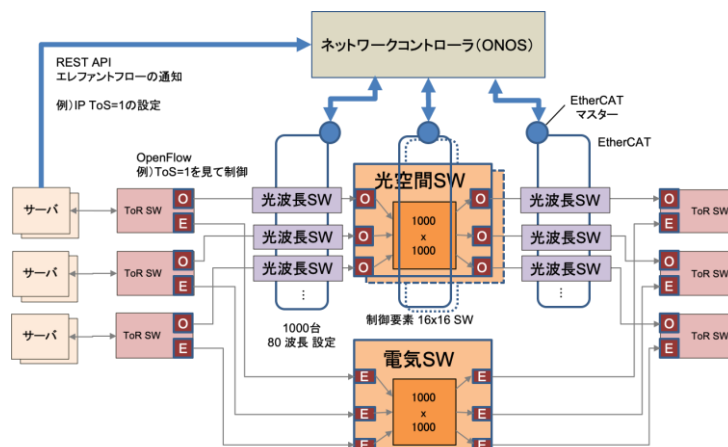 ネットワークコントローラ(ONOS)
REST API
エレファントフローの通知
例)IP ToS=1の設定
EtherCAT
マスター
EtherCAT
OpenFlow
例)ToS=1を見て制御
光空間SW
サーバ
ToR SW
O
E
光波長SW
O
1000
x
1000
O
光波長SW
O
E
ToR SW
光波長SW
O
O
光波長SW
サーバ
ToR SW
O
E
光波長SW
O
O
光波長SW
O
E
ToR SW
⋮
⋮
1000台
80 波長 設定
制御要素 16x16 SW
サーバ
ToR SW
O
E
O
E
ToR SW
電気SW
E
E
1000
x
1000
E
E
E
E